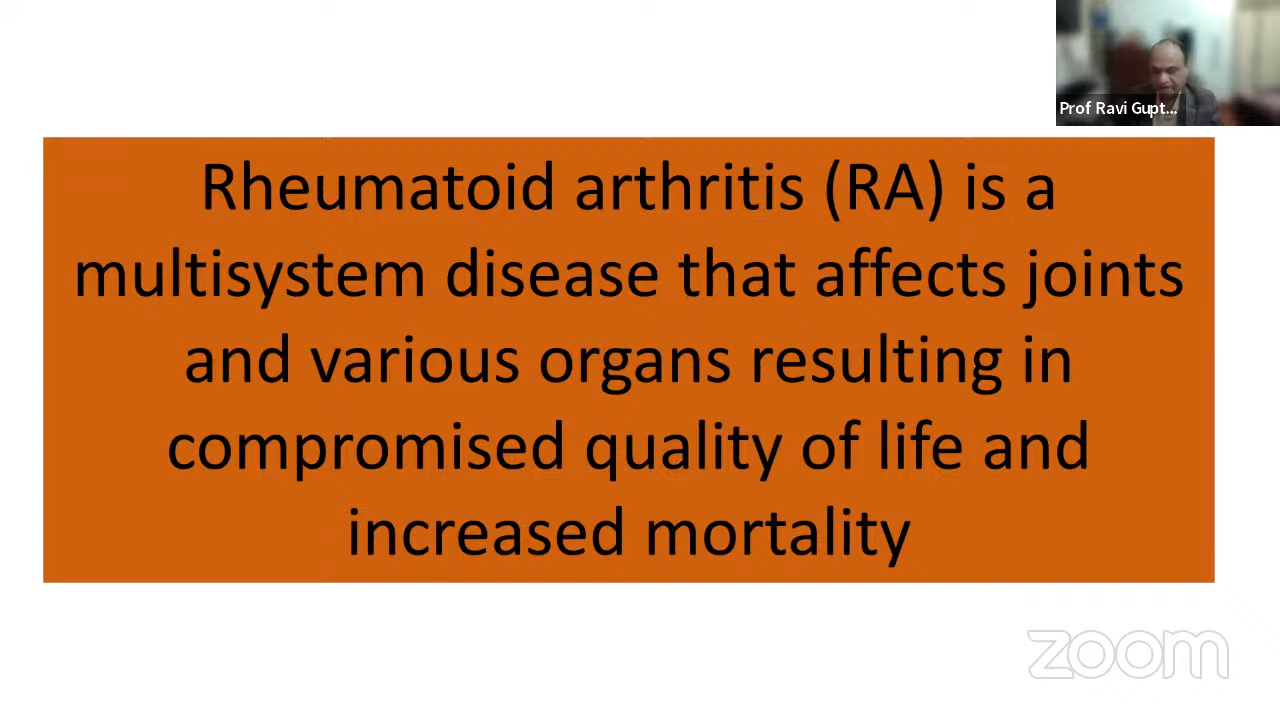 Prof Ravi Gupt...
Rheumatoid arthritis (RA) is a
multisystem disease that affects joints
and various organs resulting in
compromised quality of life and
increased mortality
zoom